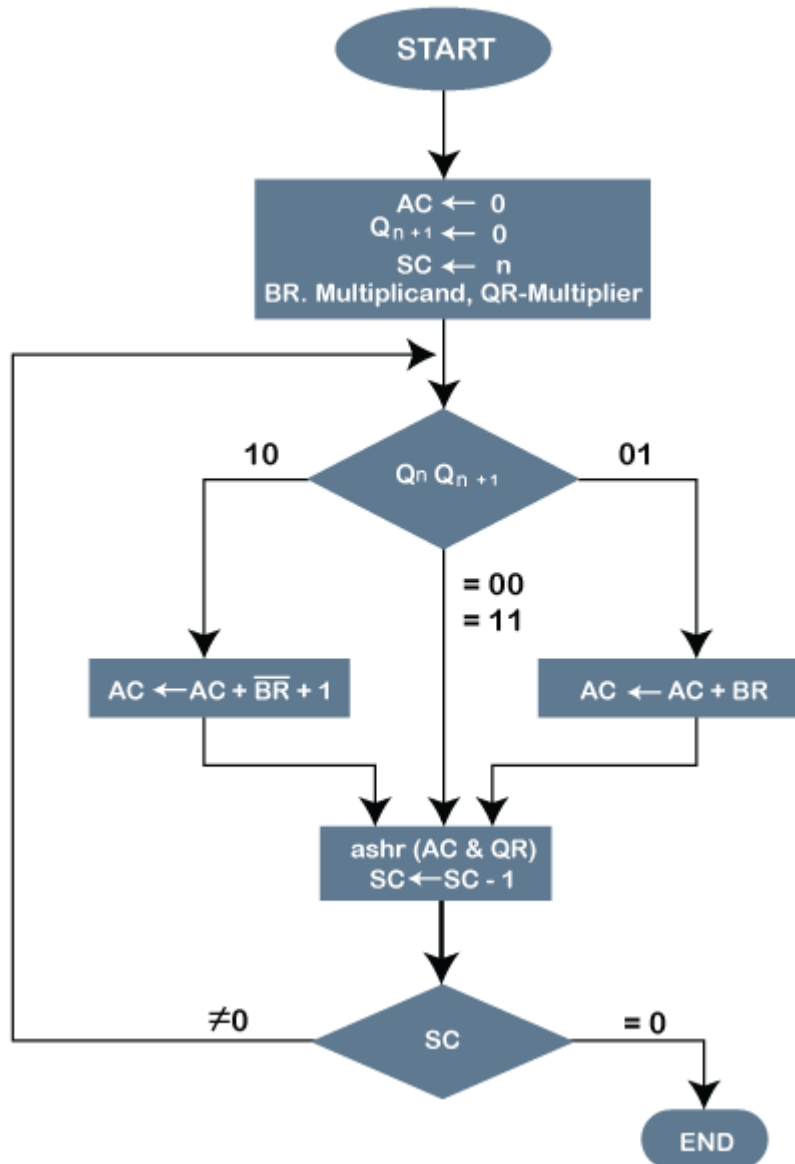 START
AC ← 0
Qn +1 ← 0
SC ← n
BR. Multiplicand, QR-Multiplier
10
Qn Qn +1
01
= 00
= 11
AC ← AC + B̅R̅ + 1
AC ← AC + BR
ashr (AC & QR)
SC ← SC - 1
≠0
SC
= 0
END